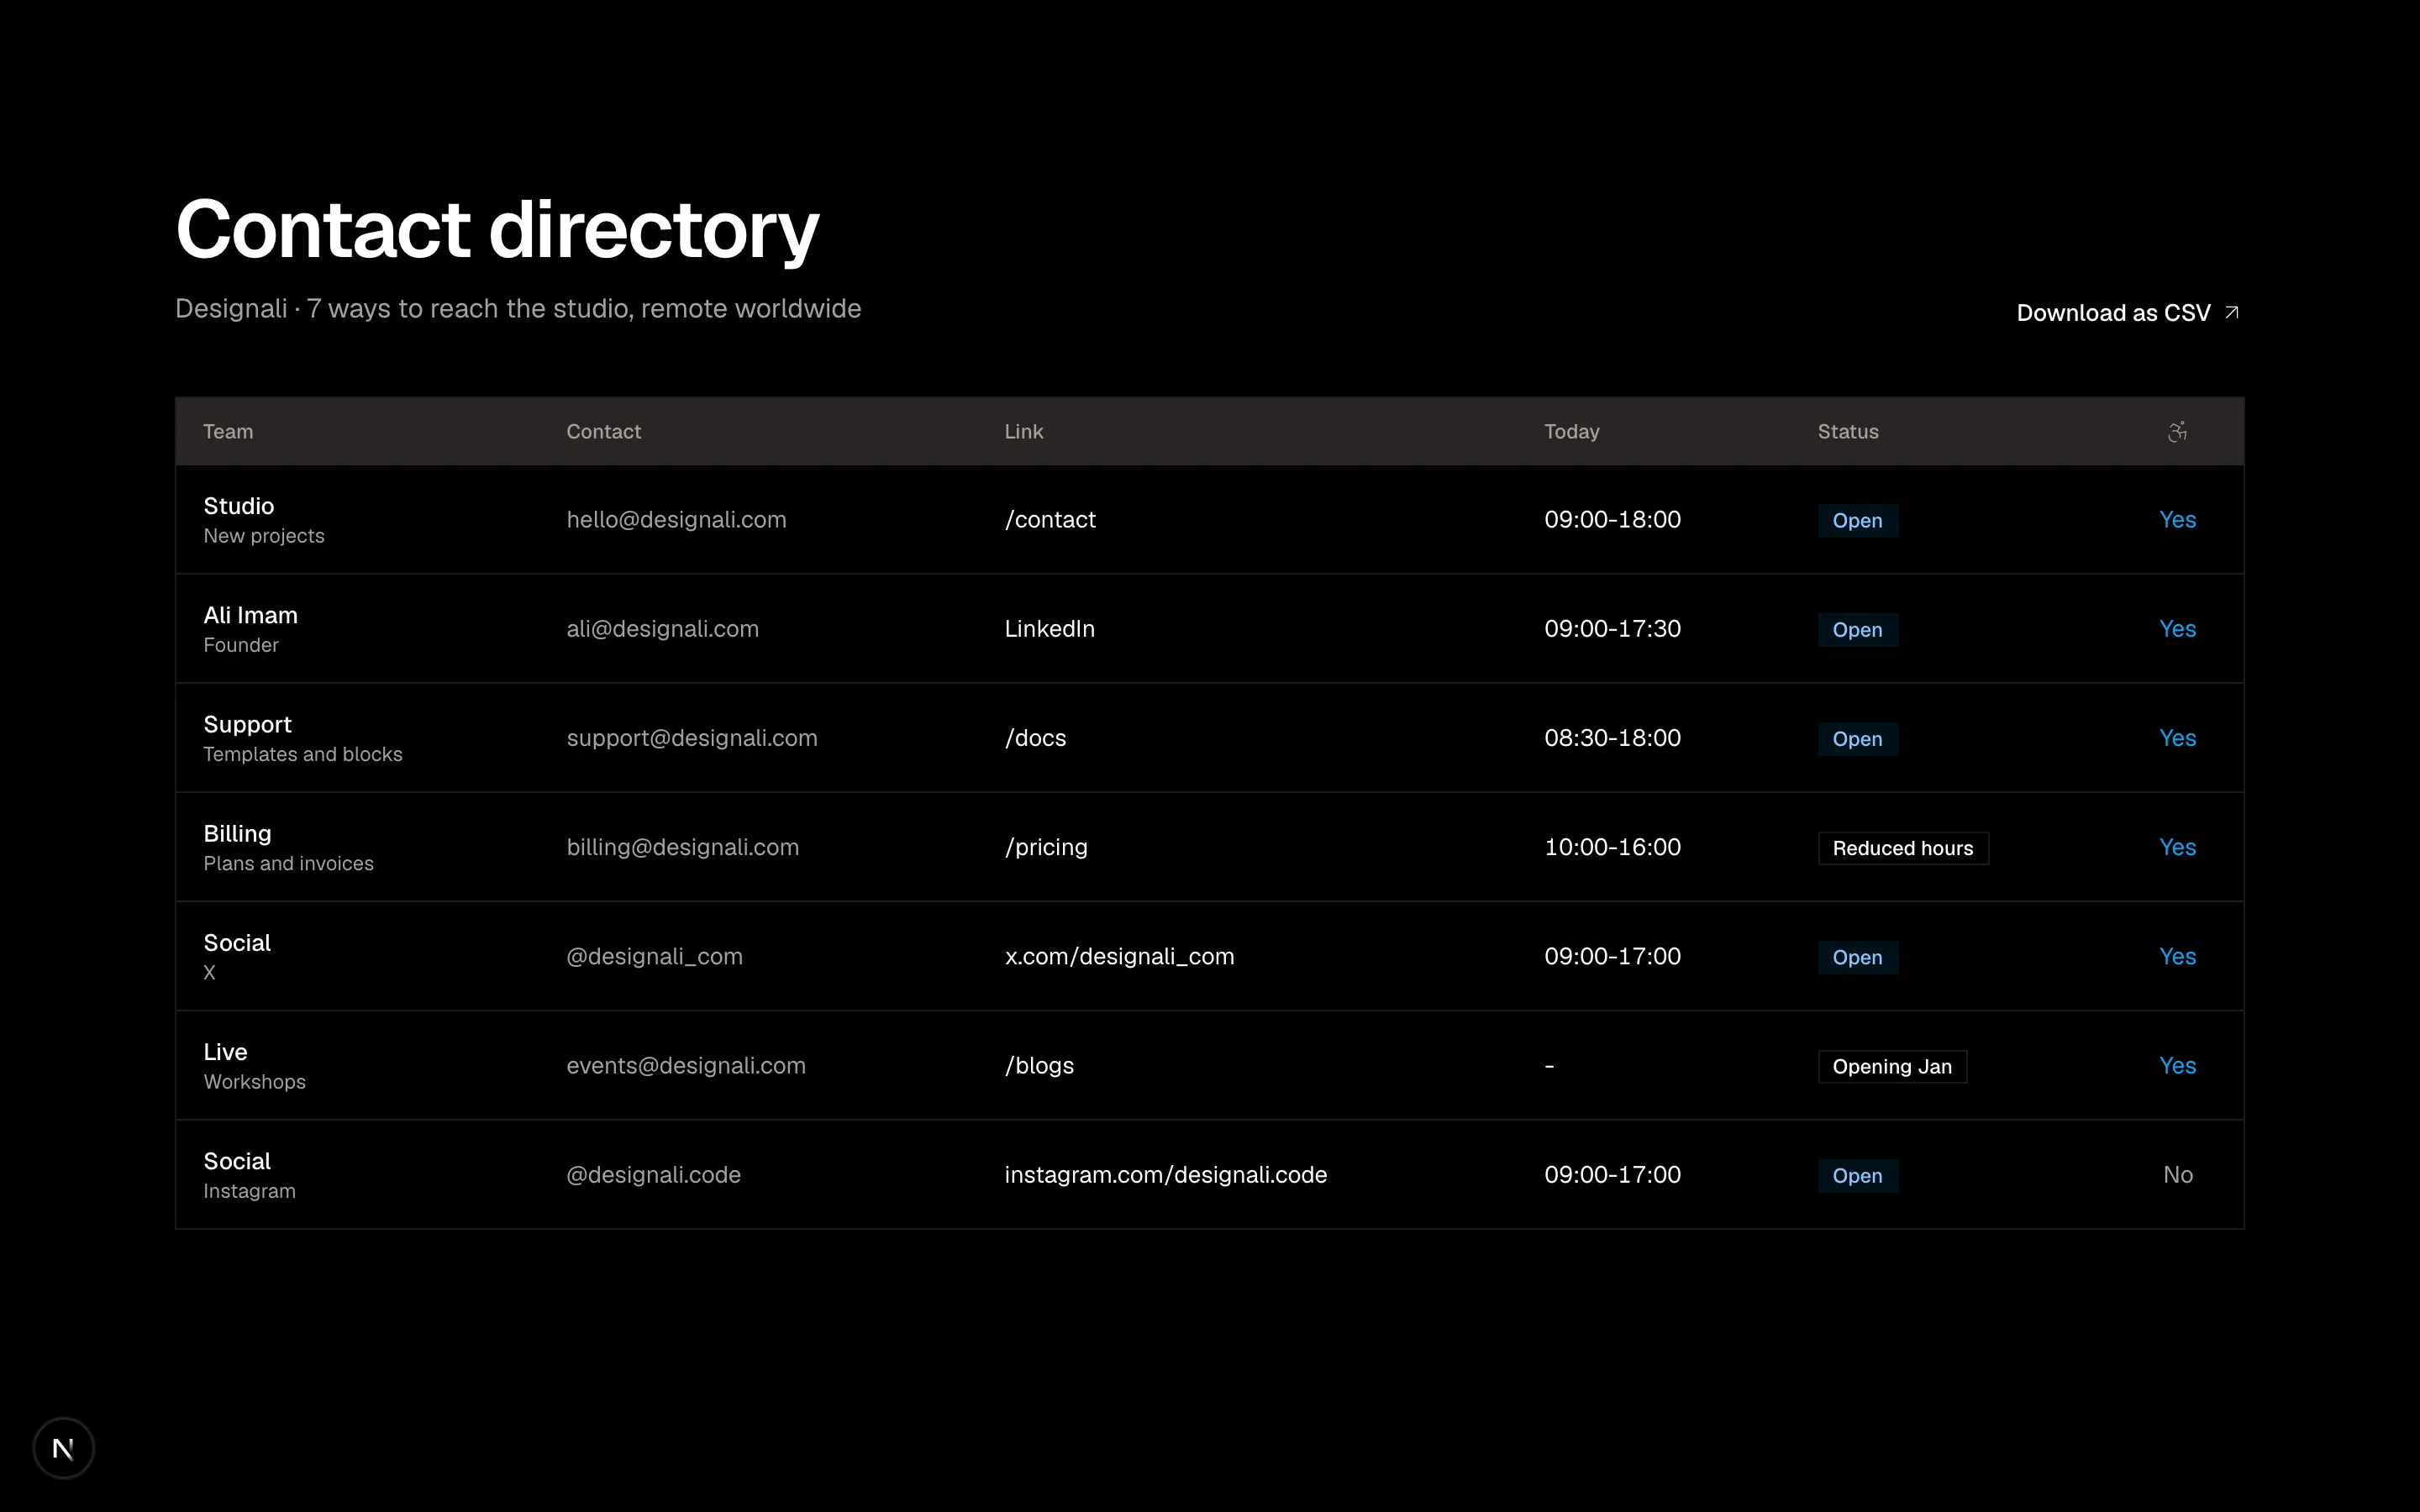 Contact directory
Designali · 7 ways to reach the studio, remote worldwide
Download as CSV
Team Contact Link Today Status
Studio
New projects
hello@designali.com /contact 09:00-18:00 Open Yes
Ali Imam
Founder
ali@designali.com LinkedIn 09:00-17:30 Open Yes
Support
Templates and blocks
support@designali.com /docs 08:30-18:00 Open Yes
Billing
Plans and invoices
billing@designali.com /pricing 10:00-16:00 Reduced hours Yes
Social
X
@designali_com x.com/designali_com 09:00-17:00 Open Yes
Live
Workshops
events@designali.com /blogs - Opening Jan Yes
Social
Instagram
@designali.code instagram.com/designali.code 09:00-17:00 Open No
N